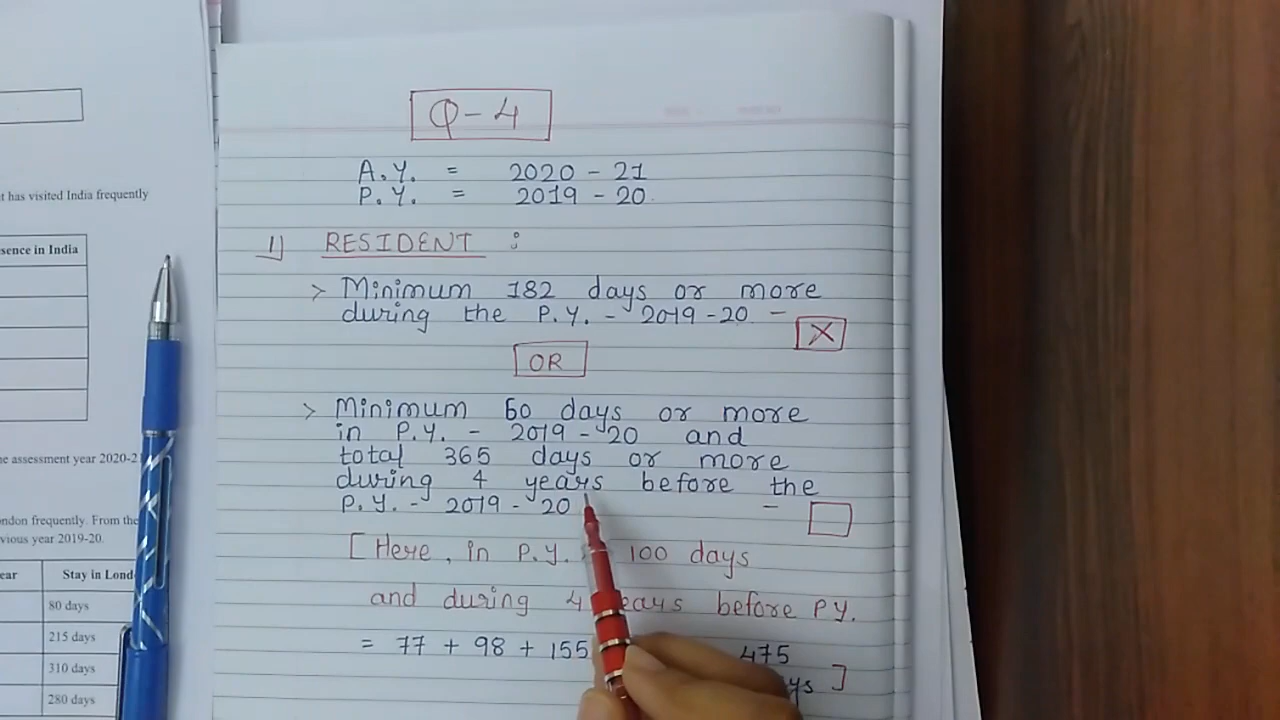 t has visited India frequently
sence in India
e assessment year 2020-2
ndon frequently. From the
vious year 2019-20.
ear Stay in Lond
80 days
215 days
310 days
280 days
Q-4
A.Y. = 2020 - 21
P.Y. = 2019 - 20
1) RESIDENT :
> Minimum 182 days or more
during the P.Y. - 2019-20 - X
OR
> Minimum 60 days or more
in P.Y. - 2019 - 20 and
total 365 days or more
during 4 years before the
P.Y. - 2019 - 20 -
[ Here, in P.Y. 100 days
and during 4 years before P.Y.
= 77 + 98 + 155 475
]